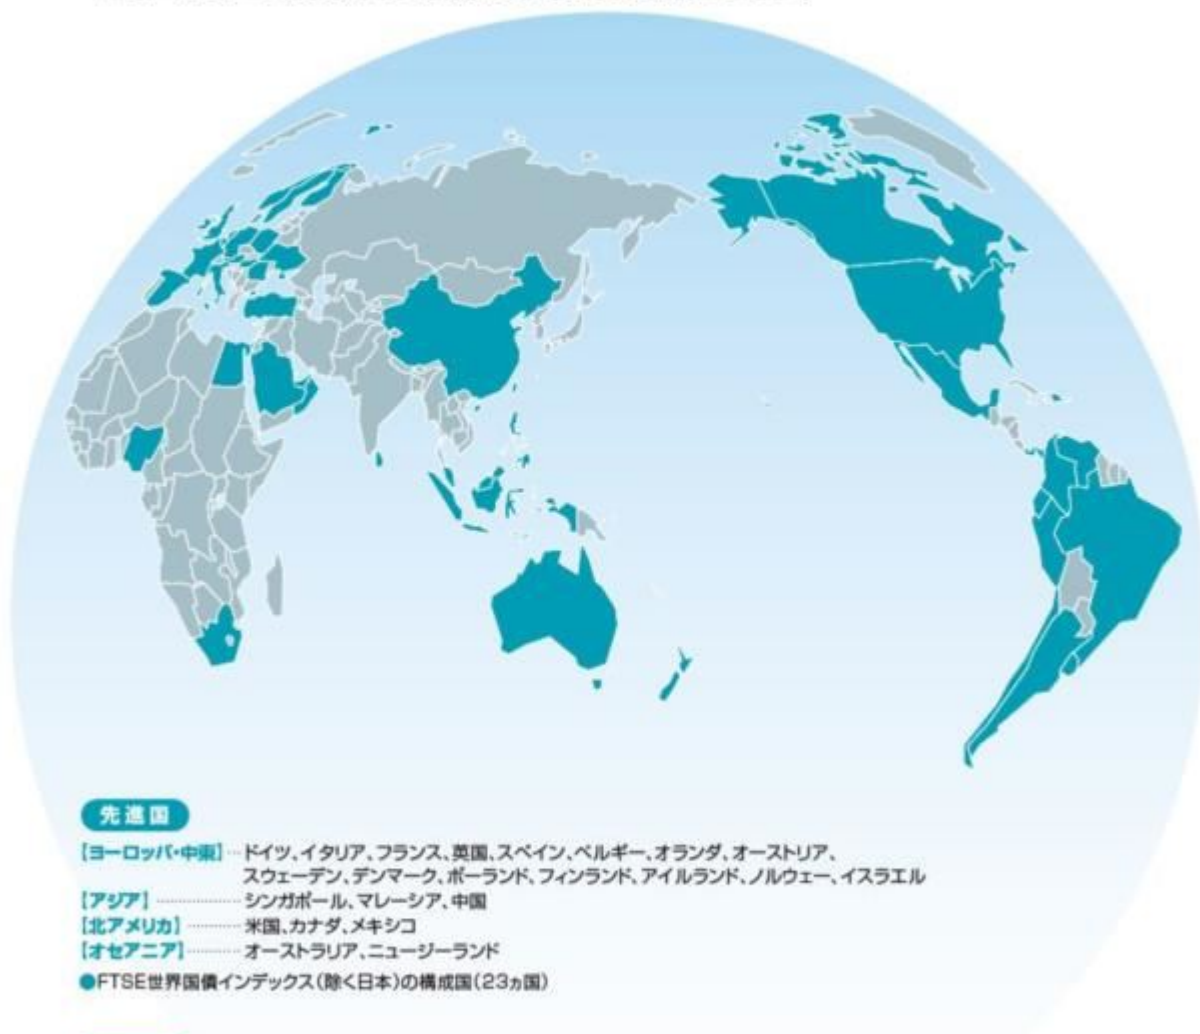 先進国
【ヨーロッパ・中東】…ドイツ、イタリア、フランス、英国、スペイン、ベルギー、オランダ、オーストリア、
スウェーデン、デンマーク、ポーランド、フィンランド、アイルランド、ノルウェー、イスラエル
【アジア】………………シンガポール、マレーシア、中国
【北アメリカ】…………米国、カナダ、メキシコ
【オセアニア】…………オーストラリア、ニュージーランド
●FTSE世界国債インデックス(除く日本)の構成国(23ヵ国)